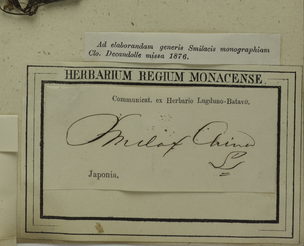 Ad elaborandam generis Smilacis monographiam
Clo. Decandolle missa 1876.
HERBARIUM REGIUM MONACENSE.
Communicat. ex Herbario Lugduno-Batavo.
Smilax China
L
Japonia.